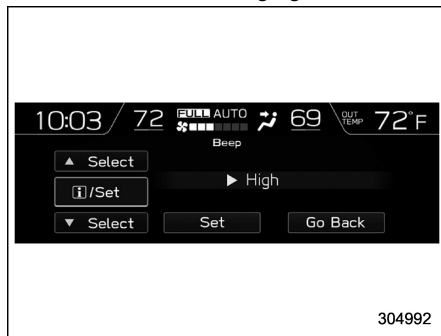 10:03 72 FULL AUTO 69 OUT TEMP 72°F
Beep
▲ Select
i/Set
▶ High
▼ Select Set Go Back
304992